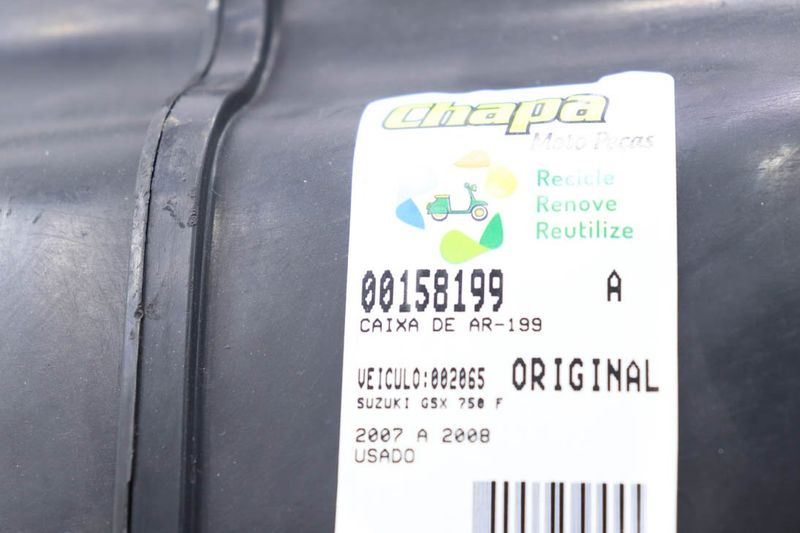 Chapa
Moto Peças
Recicle
Renove
Reutilize
00158199 A
CAIXA DE AR-199
VEICULO:002065 ORIGINAL
SUZUKI GSX 750 F
2007 A 2008
USADO